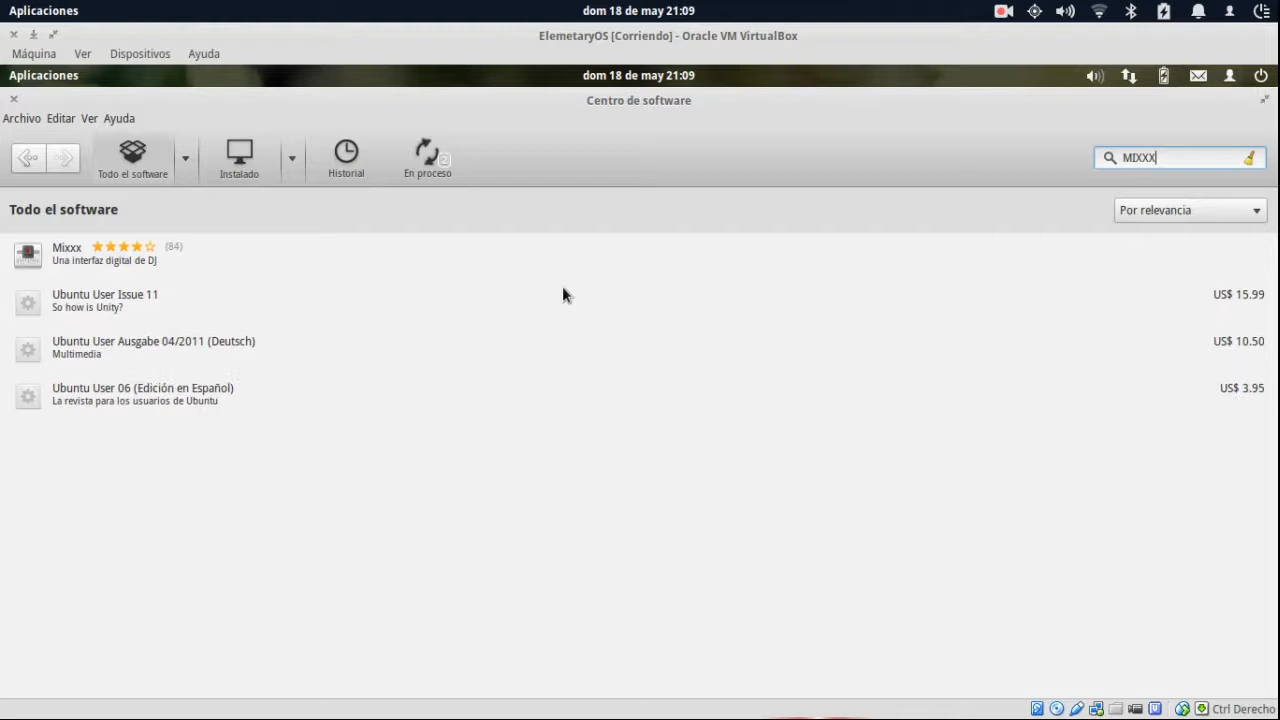 Aplicaciones dom 18 de may 21:09
ElemetaryOS [Corriendo] - Oracle VM VirtualBox
Máquina Ver Dispositivos Ayuda
Aplicaciones dom 18 de may 21:09
Centro de software
Archivo Editar Ver Ayuda
Todo el software Instalado Historial En proceso 2 MIXXX
Todo el software Por relevancia
Mixxx (84)
Una interfaz digital de DJ
Ubuntu User Issue 11 US$ 15.99
So how is Unity?
Ubuntu User Ausgabe 04/2011 (Deutsch) US$ 10.50
Multimedia
Ubuntu User 06 (Edición en Español) US$ 3.95
La revista para los usuarios de Ubuntu
Ctrl Derecho